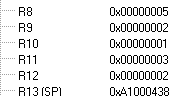 R8 0x00000005
R9 0x00000002
R10 0x00000001
R11 0x00000003
R12 0x00000002
R13 (SP) 0xA1000438